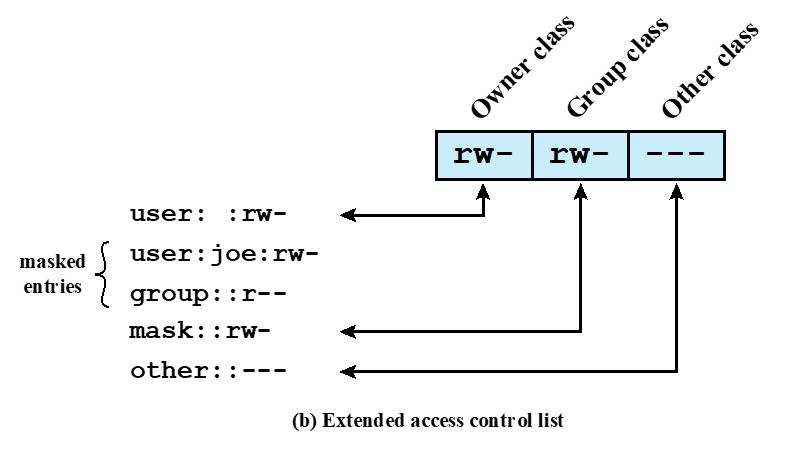 Owner class
Group class
Other class
rw- rw- ---
user: :rw-
masked entries
user:joe:rw-
group::r--
mask::rw-
other::---
(b) Extended access control list